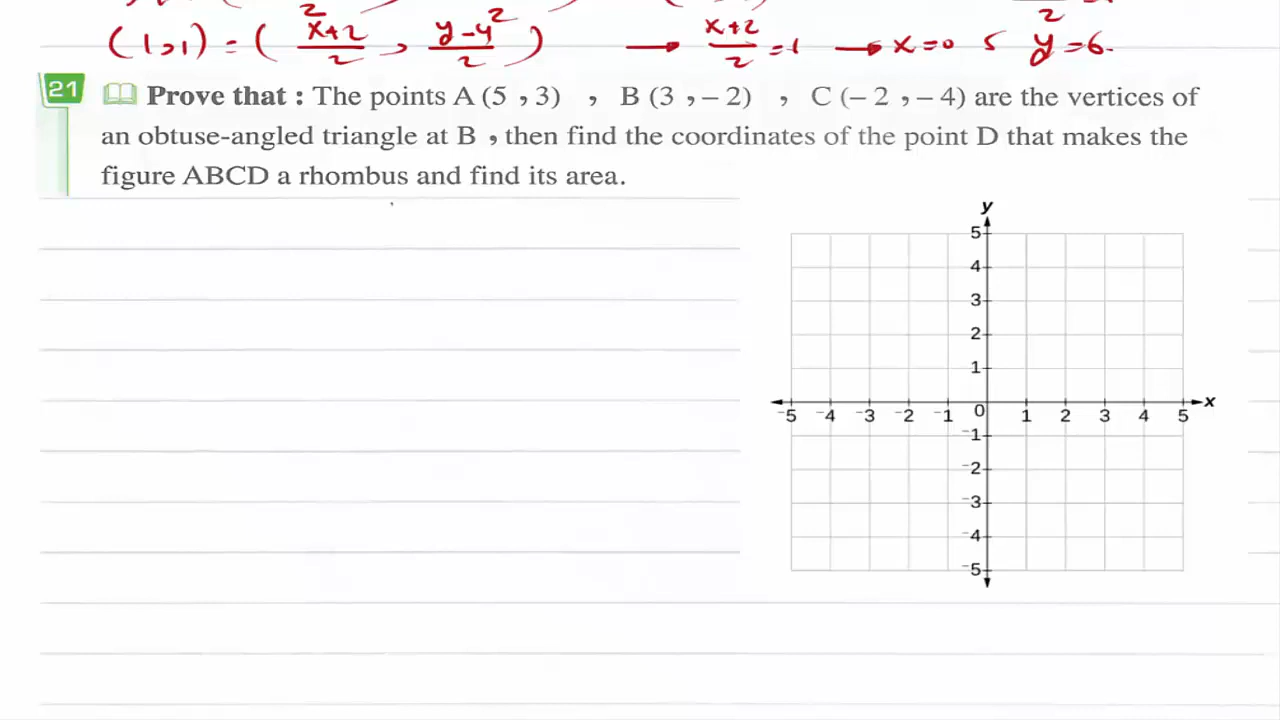 (1,1) = ( x+2/2 , y-4/2 ) → x+2/2 = 1 → x=0 , y=6.
21 Prove that : The points A (5 , 3) , B (3 , – 2) , C (– 2 , – 4) are the vertices of
an obtuse-angled triangle at B , then find the coordinates of the point D that makes the
figure ABCD a rhombus and find its area.
y
5
4
3
2
1
-5 -4 -3 -2 -1 0 1 2 3 4 5 x
-1
-2
-3
-4
-5